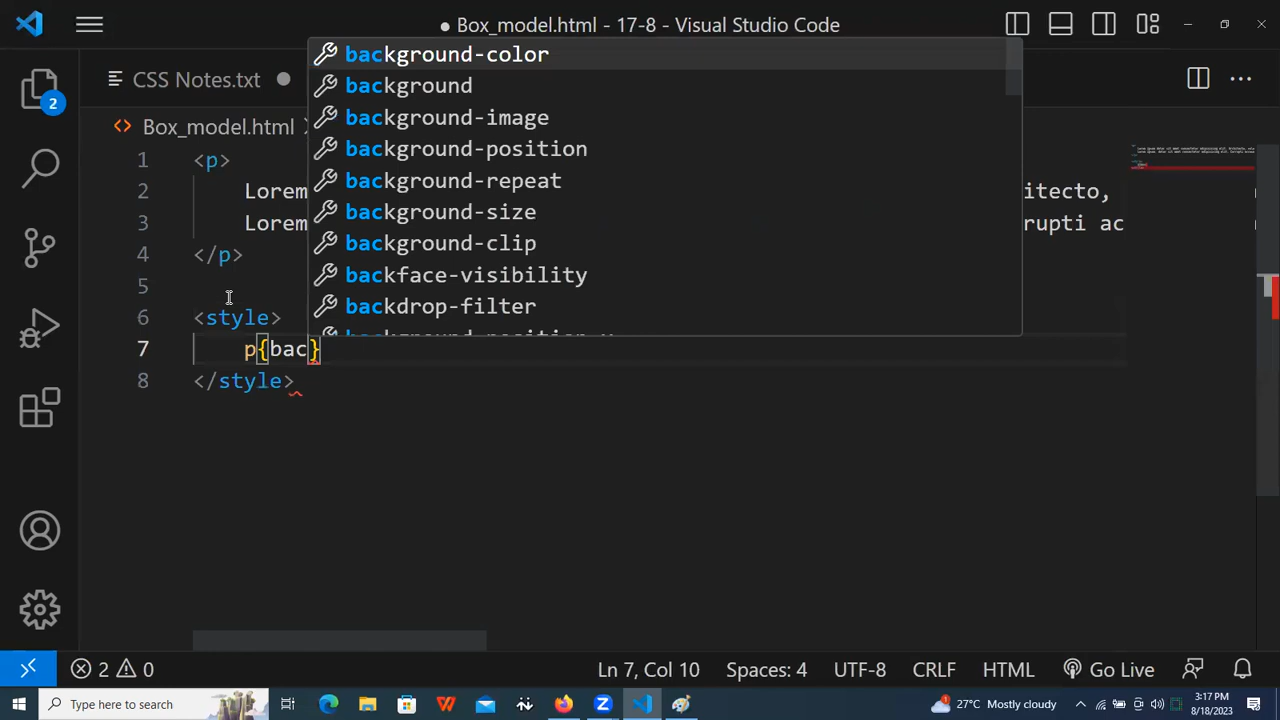 ● Box_model.html - 17-8 - Visual Studio Code
CSS Notes.txt
Box_model.html
background-color
background
background-image
background-position
background-repeat
background-size
background-clip
backface-visibility
backdrop-filter
1 <p>
2 Lorem itecto,
3 Lorem rupti ac
4 </p>
5
6 <style>
7 p{bac}
8 </style>
2
2 0
Ln 7, Col 10
Spaces: 4
UTF-8
CRLF
HTML
Go Live
Type here to search
27°C Mostly cloudy
3:17 PM
8/18/2023